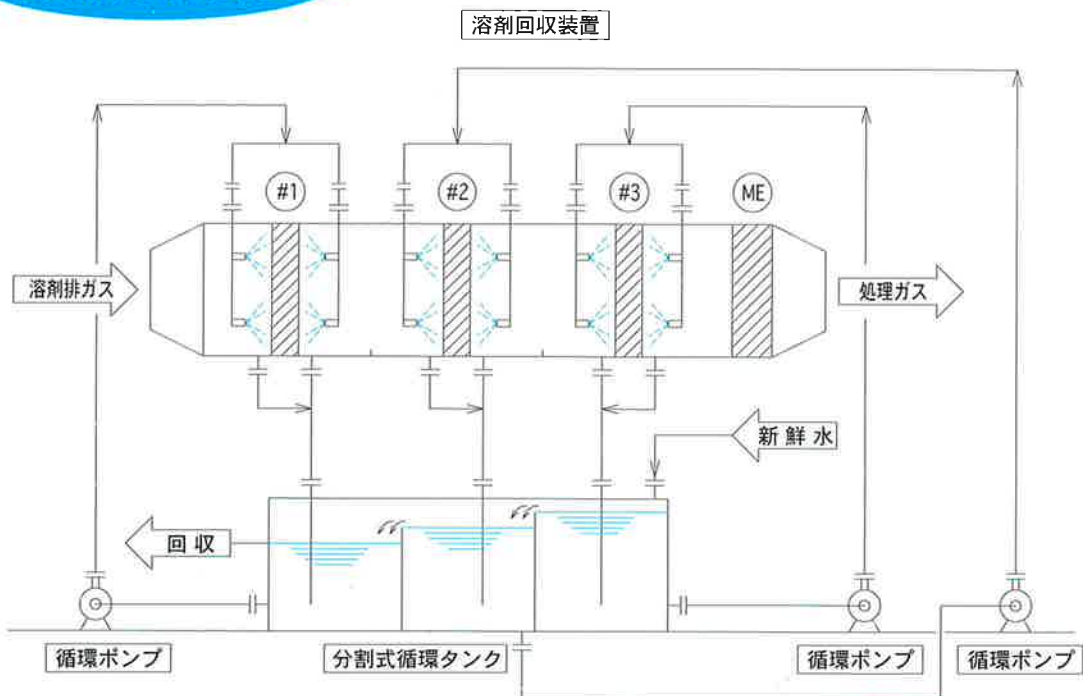 溶剤回収装置
#1
#2
#3
ME
溶剤排ガス
処理ガス
新鮮水
回収
循環ポンプ
分割式循環タンク
循環ポンプ
循環ポンプ